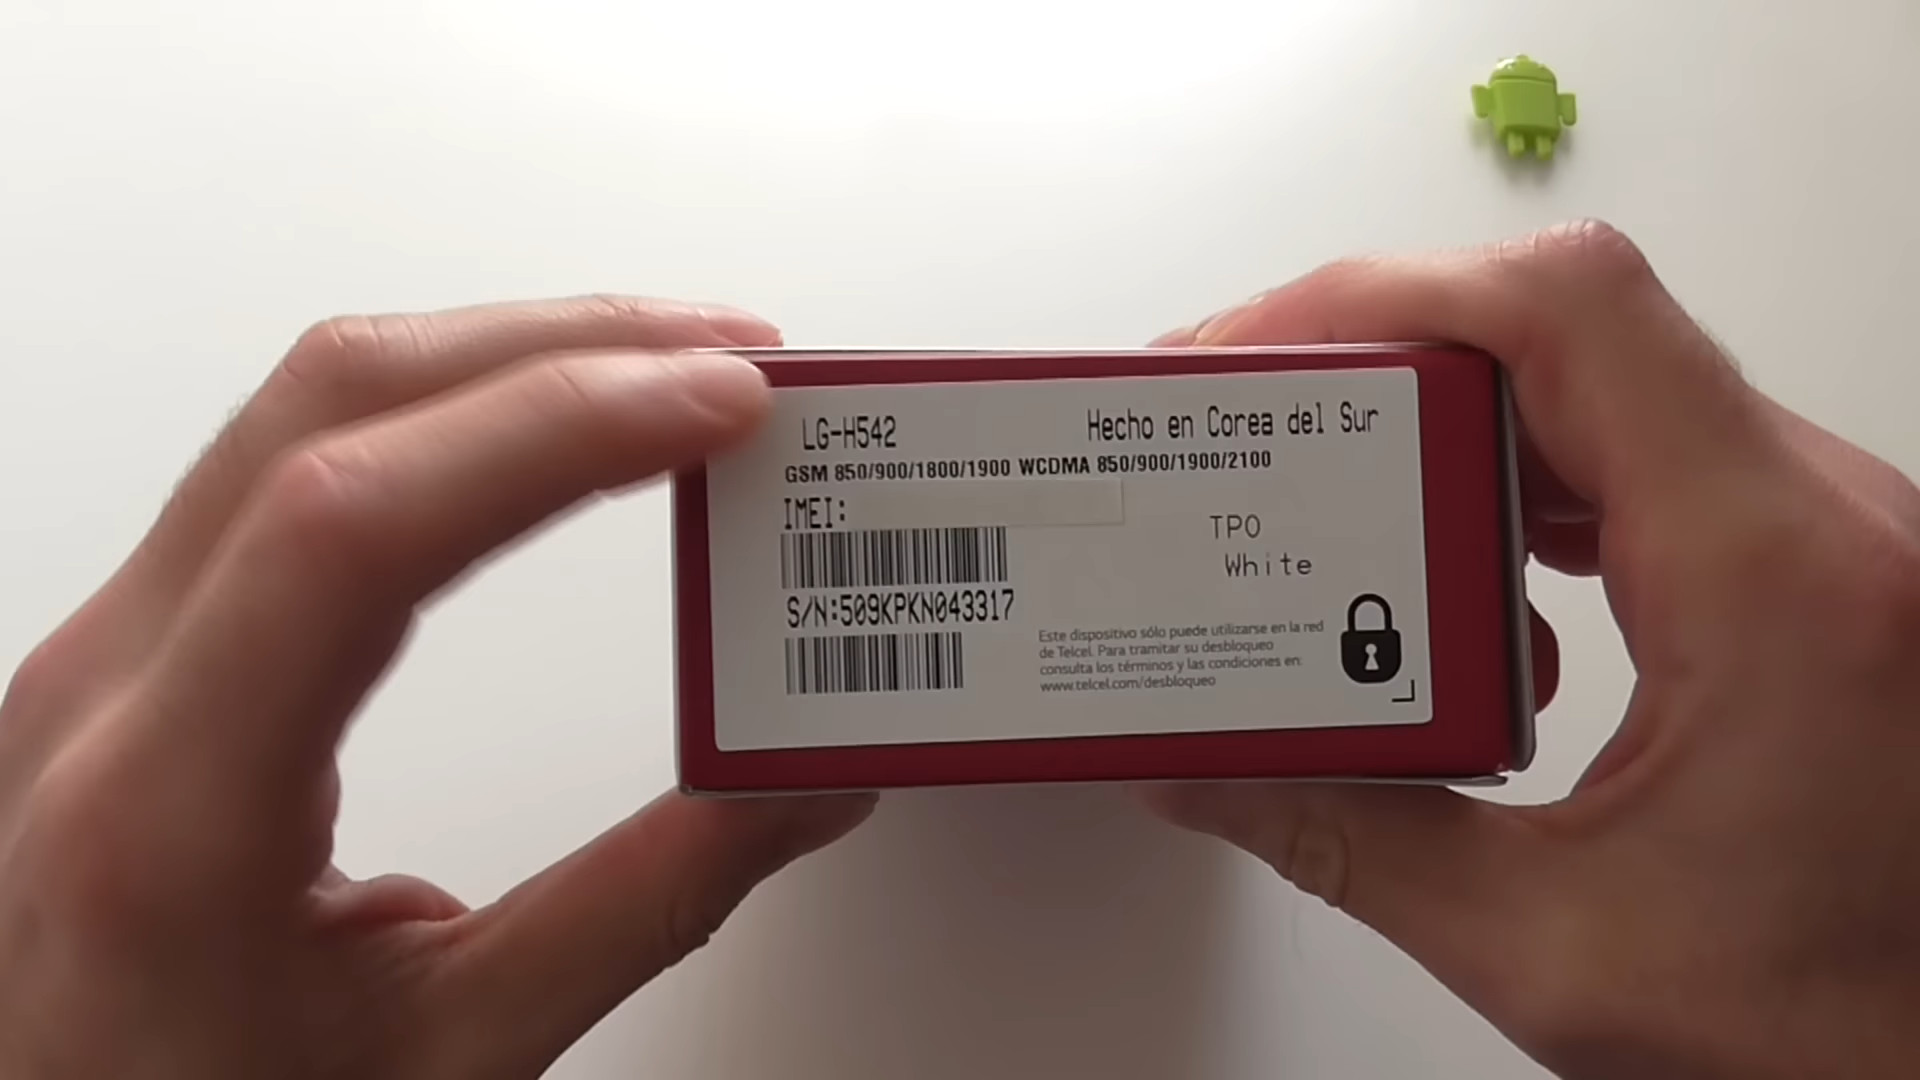 LG-H542
Hecho en Corea del Sur
GSM 850/900/1800/1900 WCDMA 850/900/1900/2100
IMEI:
TPO
White
S/N:509KPKN043317
Este dispositivo sólo puede utilizarse en la red
de Telcel. Para tramitar su desbloqueo
consulta los términos y las condiciones en:
www.telcel.com/desbloqueo